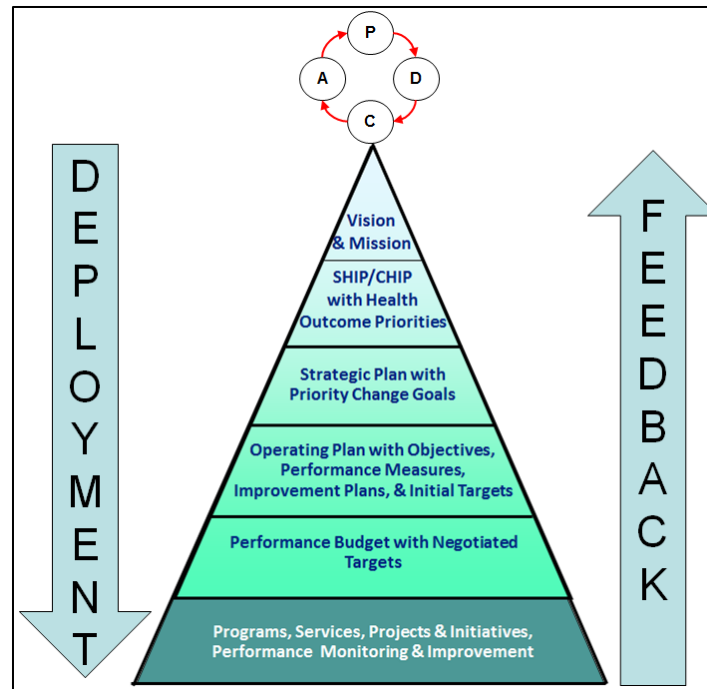 P
A
D
C
DEPLOYMENT
FEEDBACK
Vision
& Mission
SHIP/CHIP
with Health
Outcome Priorities
Strategic Plan with
Priority Change Goals
Operating Plan with Objectives,
Performance Measures,
Improvement Plans, & Initial Targets
Performance Budget with Negotiated
Targets
Programs, Services, Projects & Initiatives,
Performance Monitoring & Improvement